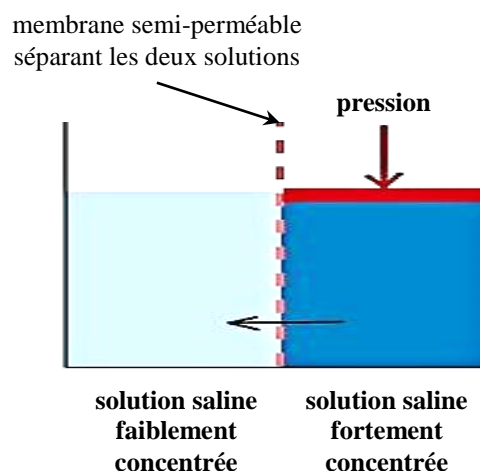 membrane semi-perméable
séparant les deux solutions
pression
solution saline
faiblement
concentrée
solution saline
fortement
concentrée